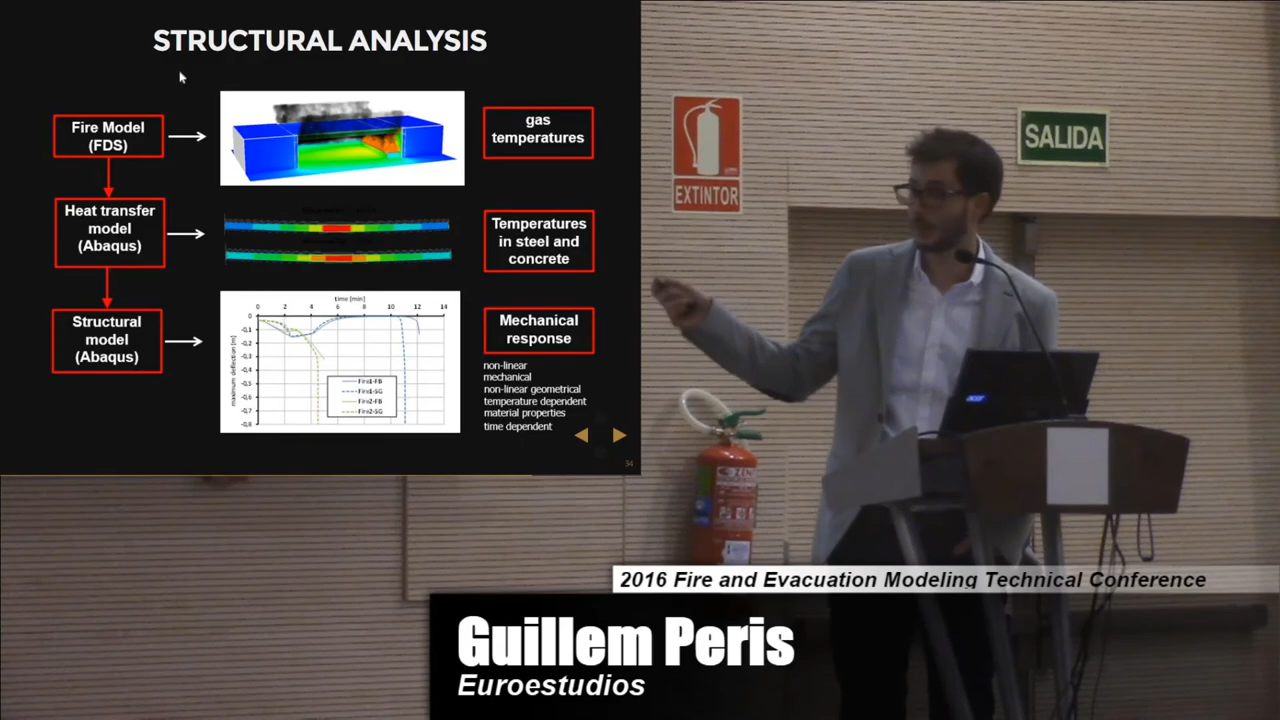 STRUCTURAL ANALYSIS
Fire Model
(FDS)
gas
temperatures
Heat transfer
model
(Abaqus)
Temperatures
in steel and
concrete
Structural
model
(Abaqus)
time [min]
0 2 4 6 8 10 12 14
0
-0,1
-0,2
-0,3
-0,4
-0,5
-0,6
-0,7
-0,8
maximum deflection [m]
Fire1-FB
Fire1-SG
Fire2-FB
Fire2-SG
Mechanical
response
non-linear
mechanical
non-linear geometrical
temperature dependent
material properties
time dependent
34
EXTINTOR
SALIDA
acer
2016 Fire and Evacuation Modeling Technical Conference
Guillem Peris
Euroestudios